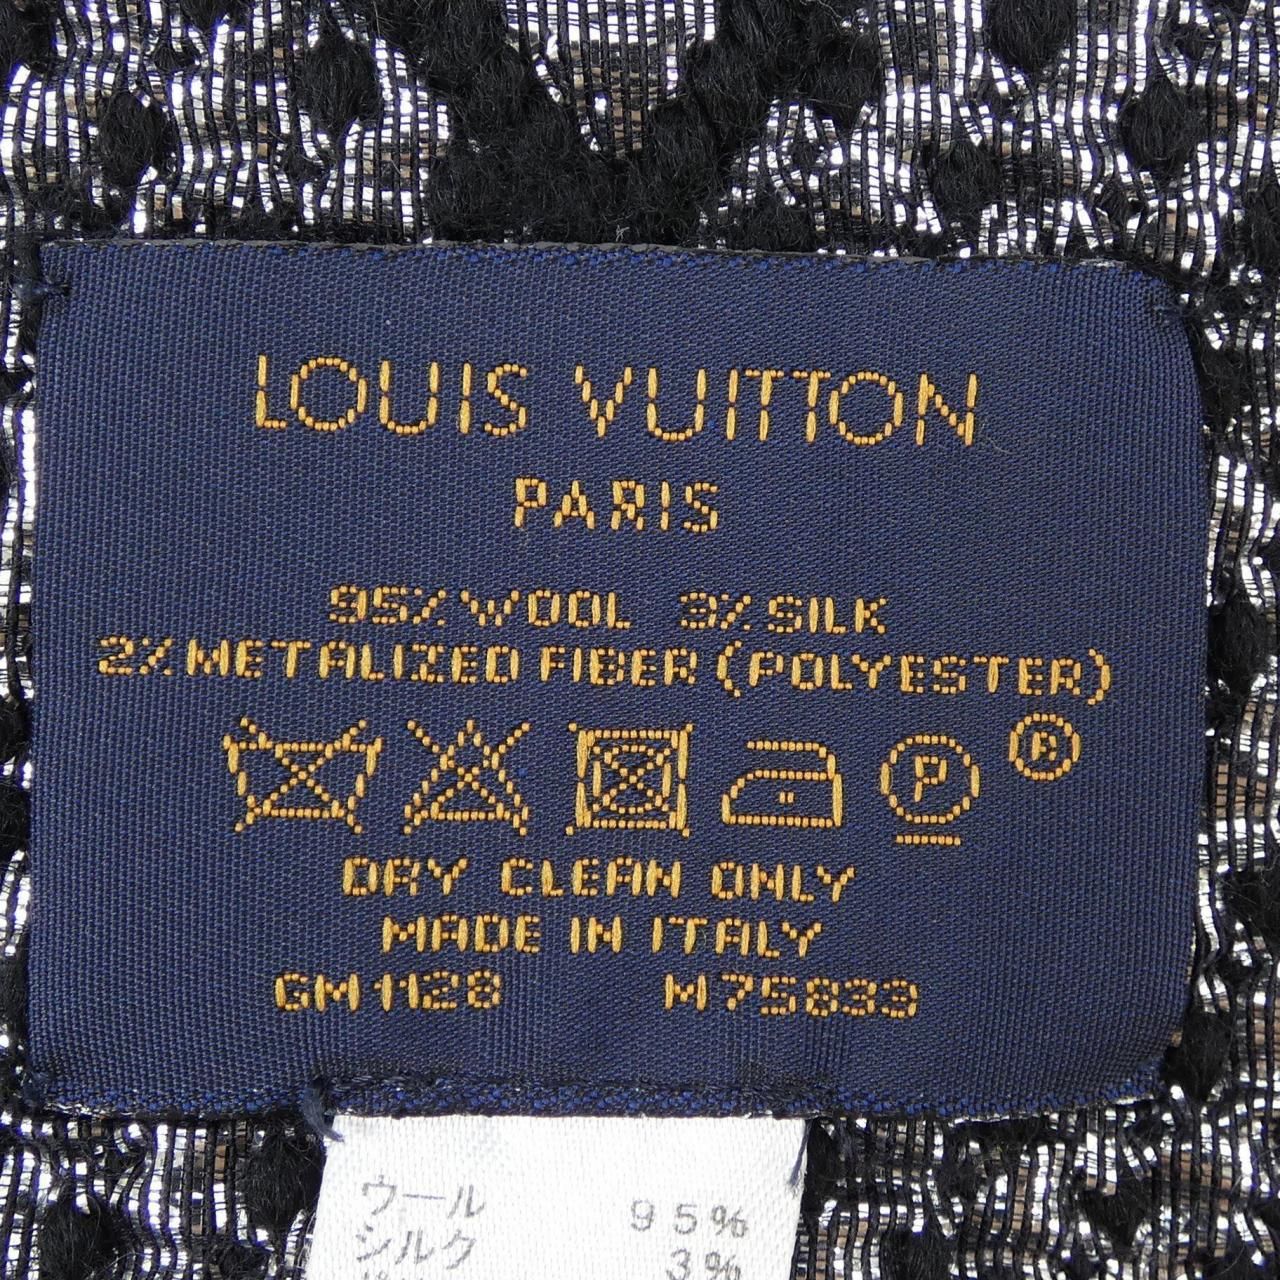 LOUIS VUITTON
PARIS
95% WOOL 3% SILK
2% METALIZED FIBER (POLYESTER)
P ®
DRY CLEAN ONLY
MADE IN ITALY
GM1128 M75833
ウール 95%
シルク 3%